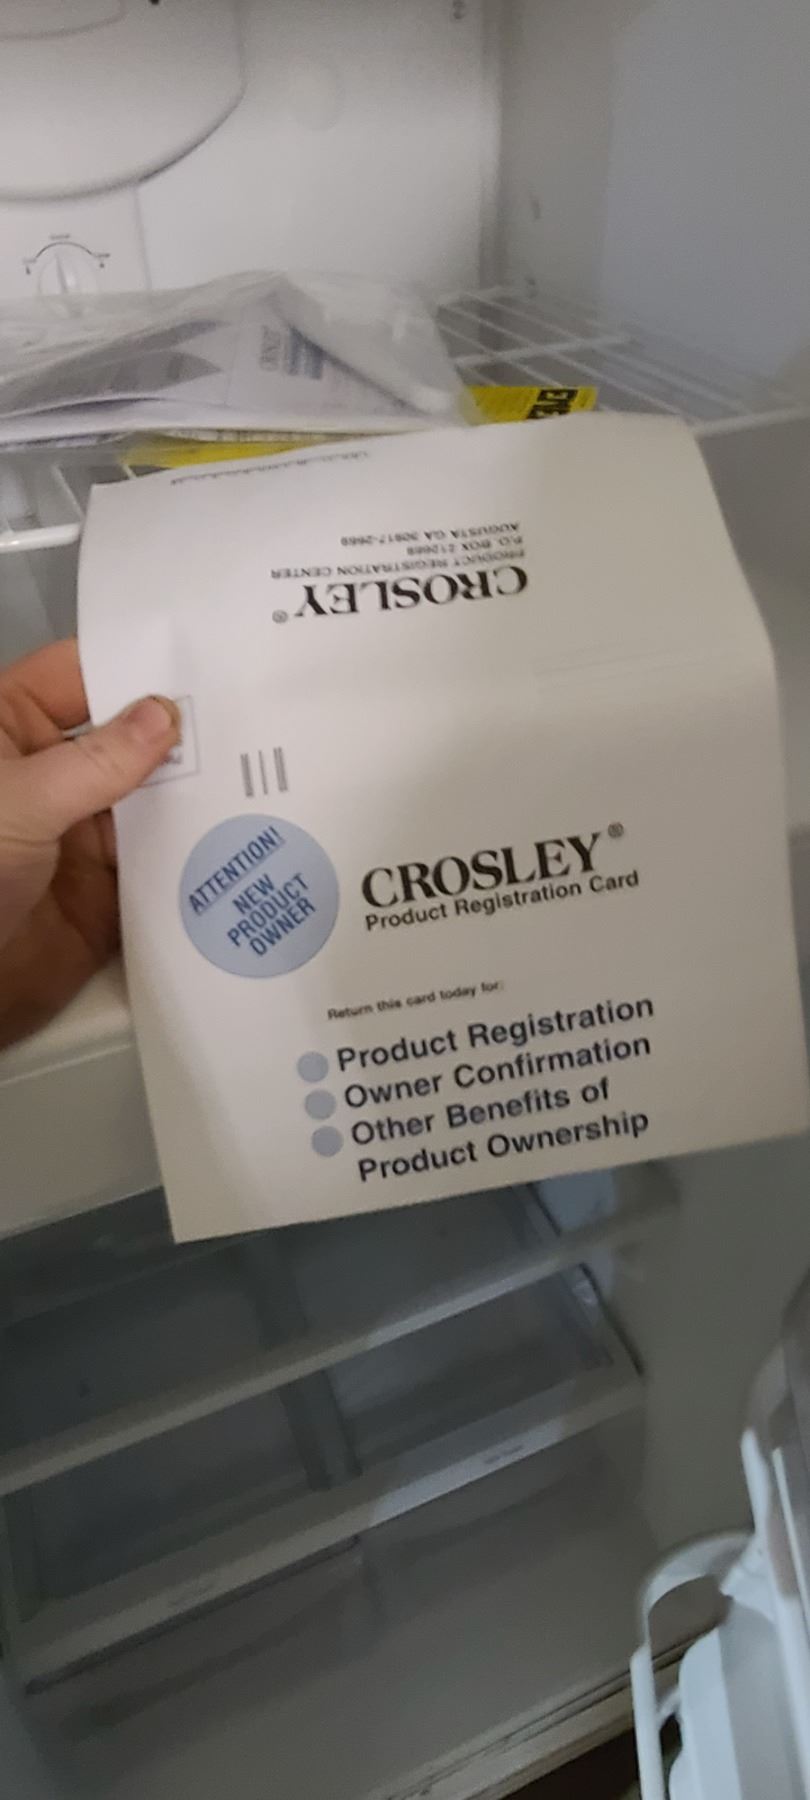 CROSLEY®
PRODUCT REGISTRATION CENTER
P.O. BOX 212669
AUGUSTA GA 30917-2669
ATTENTION!
NEW
PRODUCT
OWNER
CROSLEY®
Product Registration Card
Return this card today for:
Product Registration
Owner Confirmation
Other Benefits of
Product Ownership